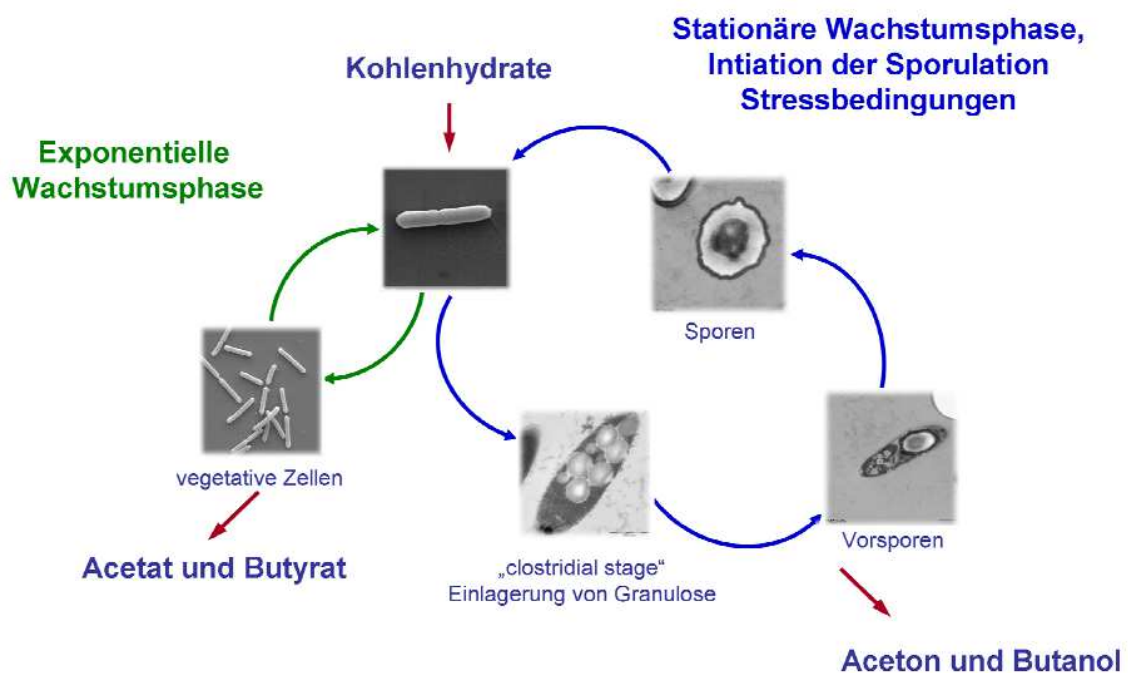 Stationäre Wachstumsphase,
Intiation der Sporulation
Stressbedingungen
Kohlenhydrate
Exponentielle
Wachstumsphase
Sporen
vegetative Zellen
Acetat und Butyrat
„clostridial stage“
Einlagerung von Granulose
Vorsporen
Aceton und Butanol